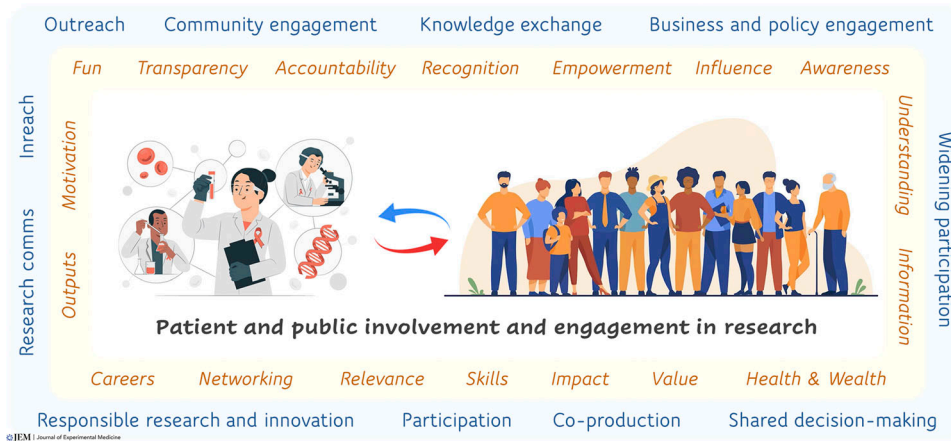 Outreach Community engagement Knowledge exchange Business and policy engagement
Fun Transparency Accountability Recognition Empowerment Influence Awareness
Inreach
Research comms
Motivation
Outputs
Understanding
Information
Widering participation
Patient and public involvement and engagement in research
Careers Networking Relevance Skills Impact Value Health & Wealth
Responsible research and innovation Participation Co-production Shared decision-making
JEM | Journal of Experimental Medicine